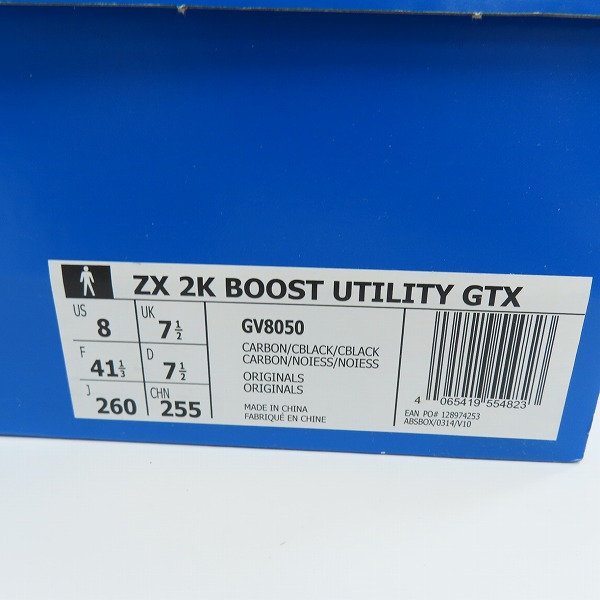 ZX 2K BOOST UTILITY GTX
US 8 UK 7 1/2
F 41 1/3 D 7 1/2
J 260 CHN 255
GV8050
CARBON/CBLACK/CBLACK
CARBON/NOIESS/NOIESS
ORIGINALS
ORIGINALS
MADE IN CHINA
FABRIQUÉ EN CHINE
4 065419 554823
EAN PO# 128974253
ABSBOX/0314/V10